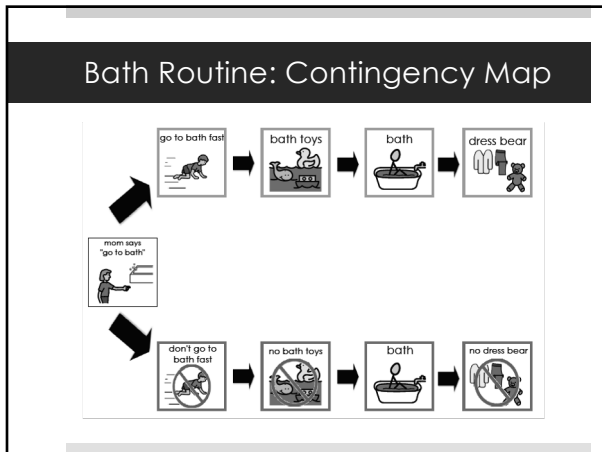 Bath Routine: Contingency Map
go to bath fast
bath toys
bath
dress bear
mom says
"go to bath"
don't go to
bath fast
no bath toys
bath
no dress bear